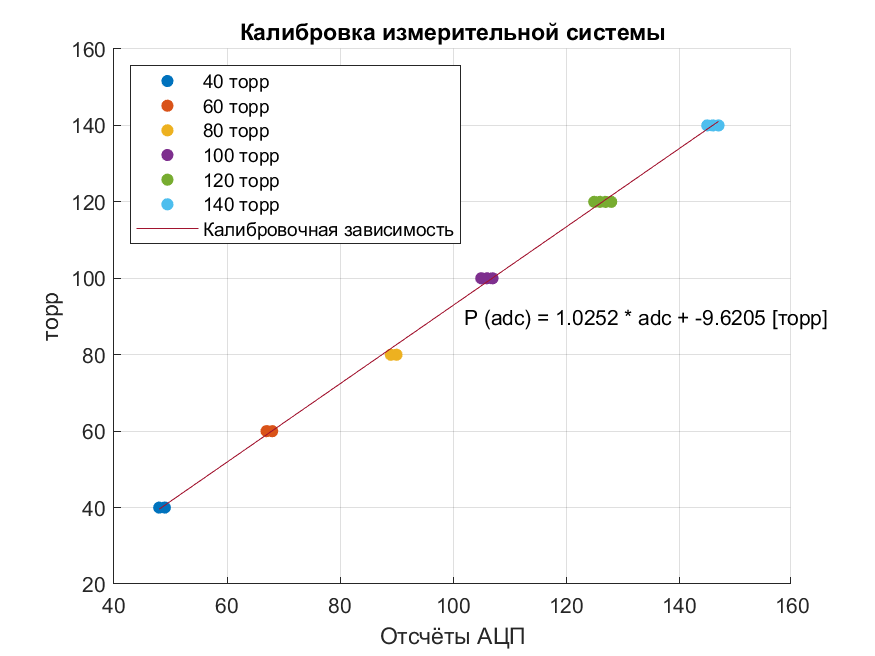 Калибровка измерительной системы
160
140
120
100
80
60
40
20
торр
40 торр
60 торр
80 торр
100 торр
120 торр
140 торр
Калибровочная зависимость
P (adc) = 1.0252 * adc + -9.6205 [торр]
40 60 80 100 120 140 160
Отсчёты АЦП